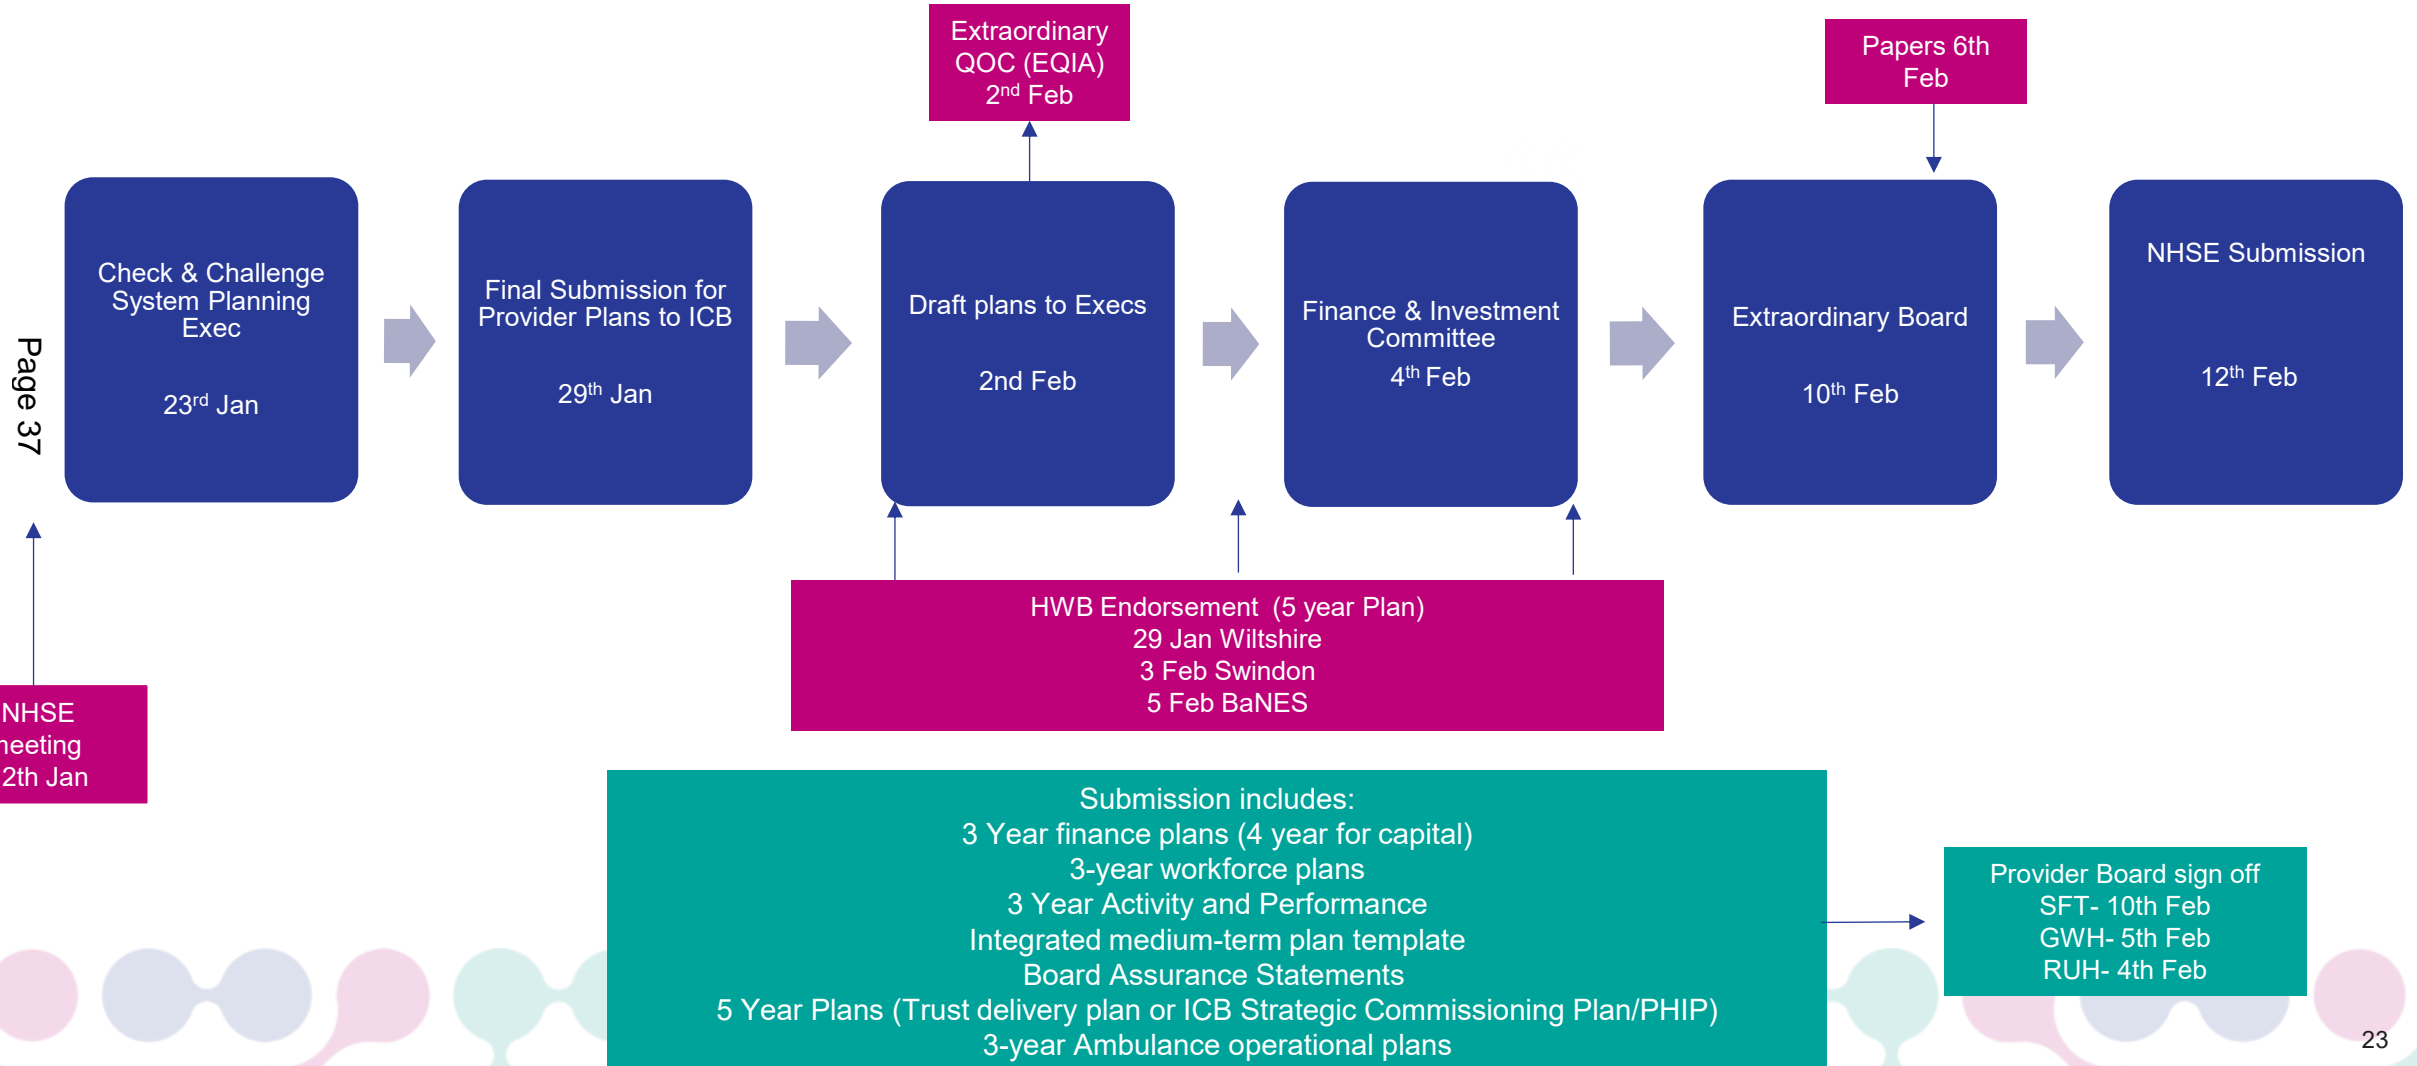 Extraordinary
QOC (EQIA)
2nd Feb
Papers 6th
Feb
Check & Challenge
System Planning
Exec
23rd Jan
Final Submission for
Provider Plans to ICB
29th Jan
Draft plans to Execs
2nd Feb
Finance & Investment
Committee
4th Feb
Extraordinary Board
10th Feb
NHSE Submission
12th Feb
Page 37
HWB Endorsement (5 year Plan)
29 Jan Wiltshire
3 Feb Swindon
5 Feb BaNES
NHSE
neeting
2th Jan
Submission includes:
3 Year finance plans (4 year for capital)
3-year workforce plans
3 Year Activity and Performance
Integrated medium-term plan template
Board Assurance Statements
5 Year Plans (Trust delivery plan or ICB Strategic Commissioning Plan/PHIP)
3-year Ambulance operational plans
Provider Board sign off
SFT- 10th Feb
GWH- 5th Feb
RUH- 4th Feb
23